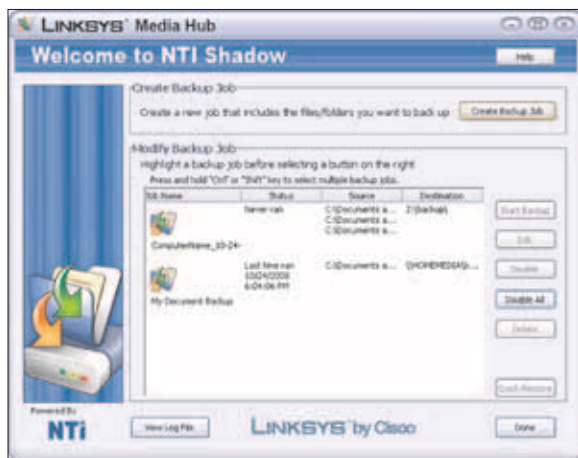 LINKSYS® Media Hub
Welcome to NTI Shadow
Help
Create Backup Job
Create a new job that includes the files/folders you want to back up
Create Backup Job
Modify Backup Job
Highlight a backup job before selecting a button on the right
Press and hold "Ctrl" or "Shift" key to select multiple backup jobs.
Job Name Status Source Destination
Never ran C:\Documents a... Z:\Backup\
C:\Documents a...
C:\Documents a...
ComputerName_10-24-
Last time ran C:\Documents a...
10/24/2008
6:04:06 PM
My Document Backup
Start Backup
Edit
Disable
Disable All
Delete
Quick Restore
Powered By
NTI
View Log File
LINKSYS® by Cisco
Done